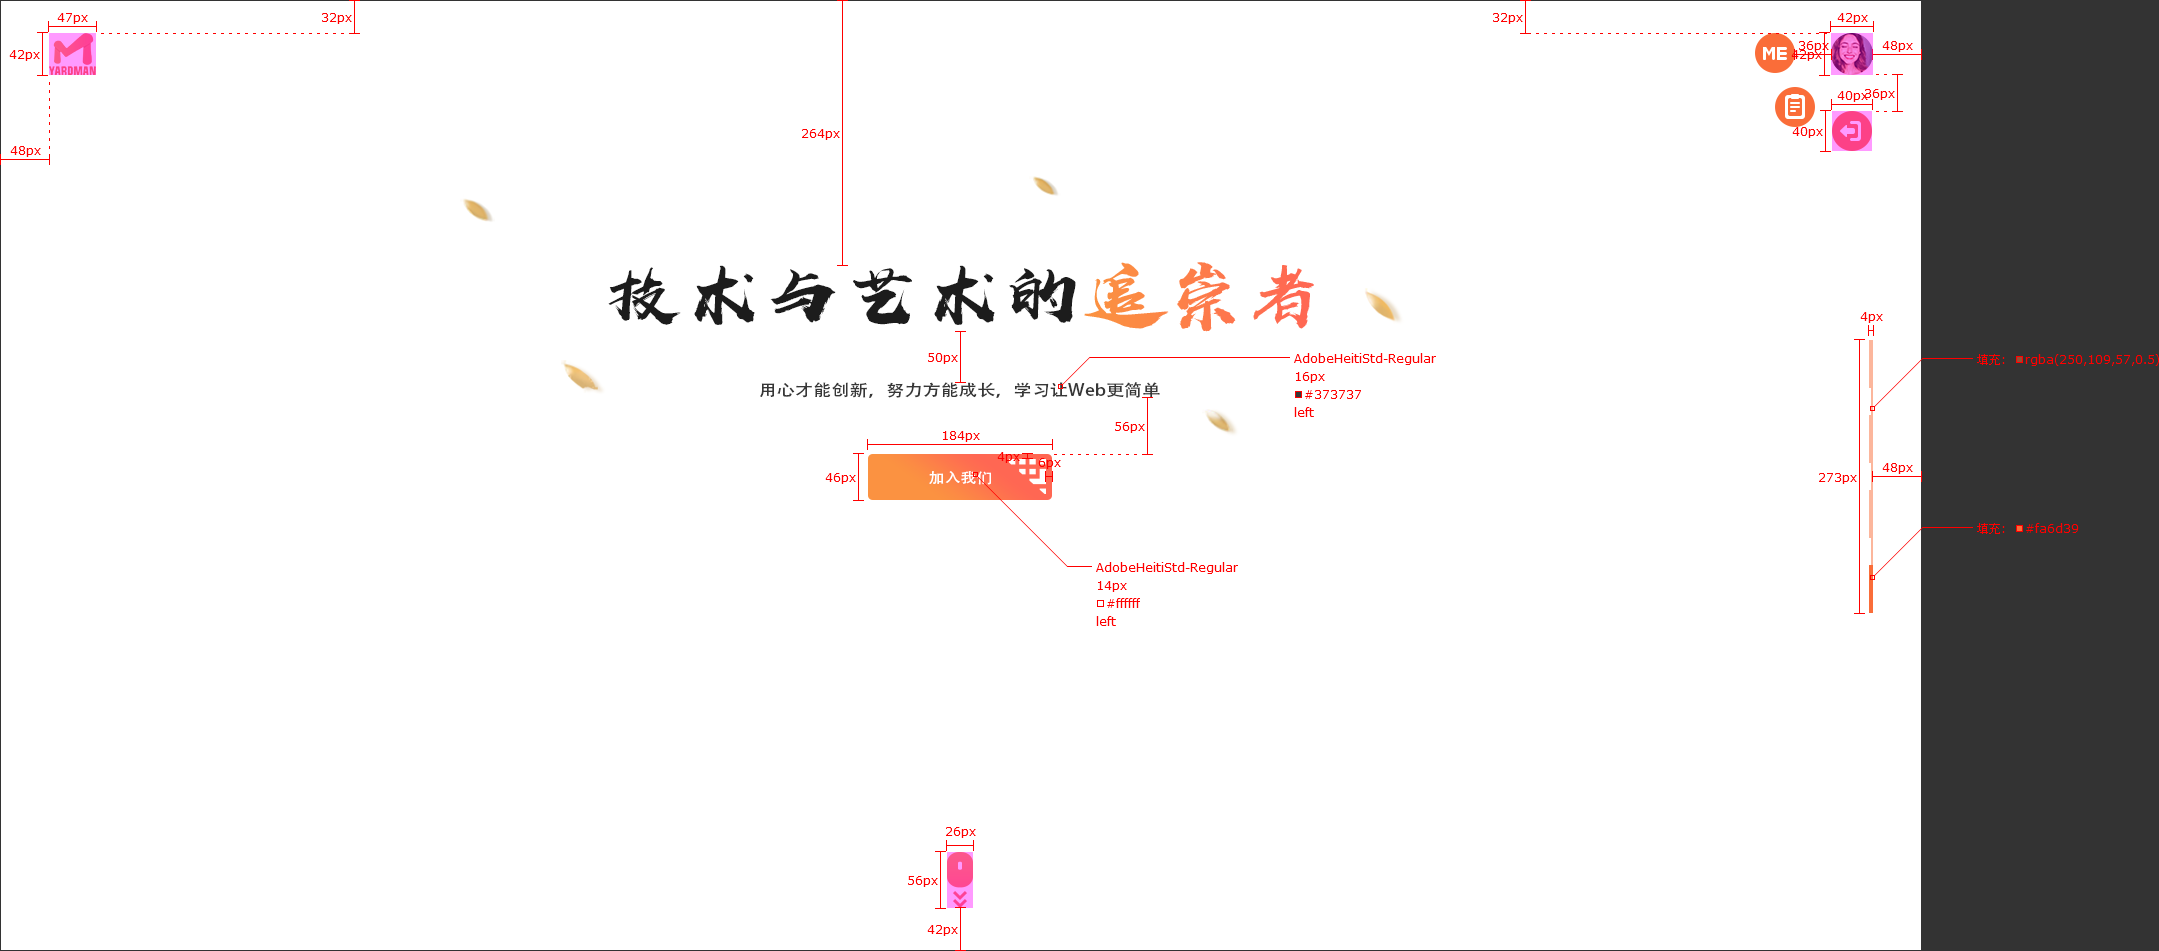 47px
32px
32px
42px
42px
YARDMAN
ME
36px
42px
48px
40px
36px
264px
40px
48px
技术与艺术的追崇者
4px
50px
AdobeHeitiStd-Regular
16px
#373737
left
填充: rgba(250,109,57,0.5)
用心才能创新，努力方能成长，学习让Web更简单
56px
184px
4px
6px
46px
加入我们
273px
48px
填充: #fa6d39
AdobeHeitiStd-Regular
14px
#ffffff
left
26px
56px
42px